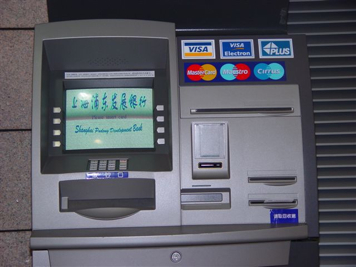 VISA
VISA Electron
PLUS
MasterCard Maestro Cirrus
上海浦东发展银行
Shanghai Pudong Development Bank